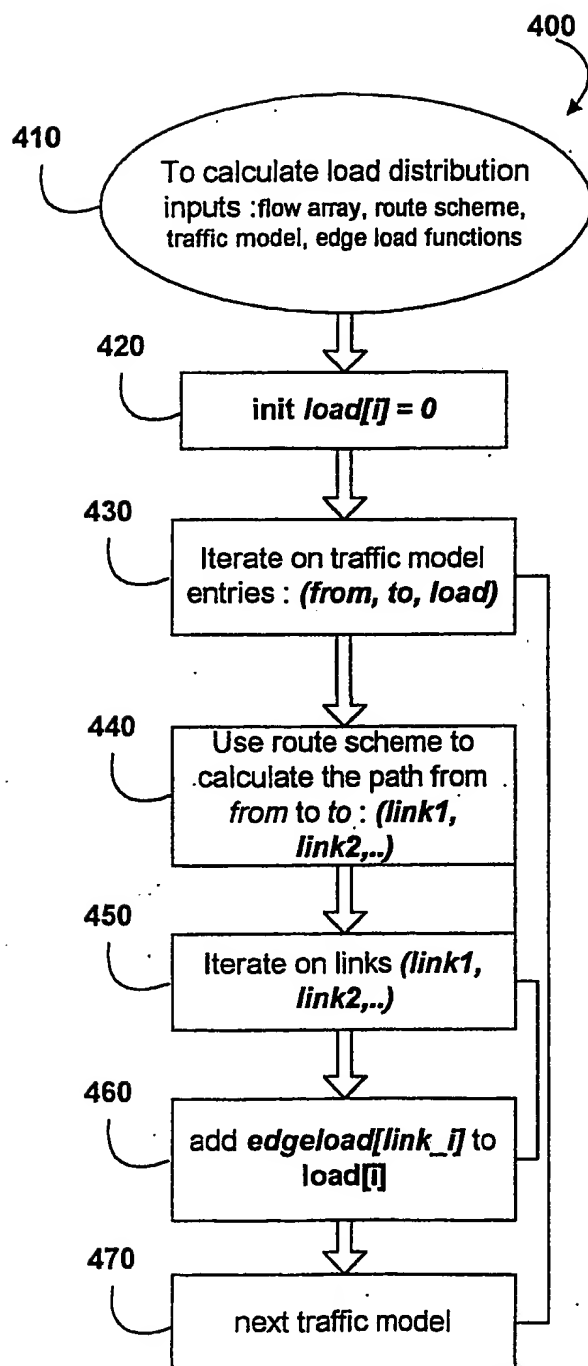 400
410
To calculate load distribution
inputs :flow array, route scheme,
traffic model, edge load functions
420
init load[i] = 0
430
Iterate on traffic model
entries : (from, to, load)
440
Use route scheme to
calculate the path from
from to to : (link1,
link2,..)
450
Iterate on links (link1,
link2,..)
460
add edgeload[link_i] to
load[i]
470
next traffic model